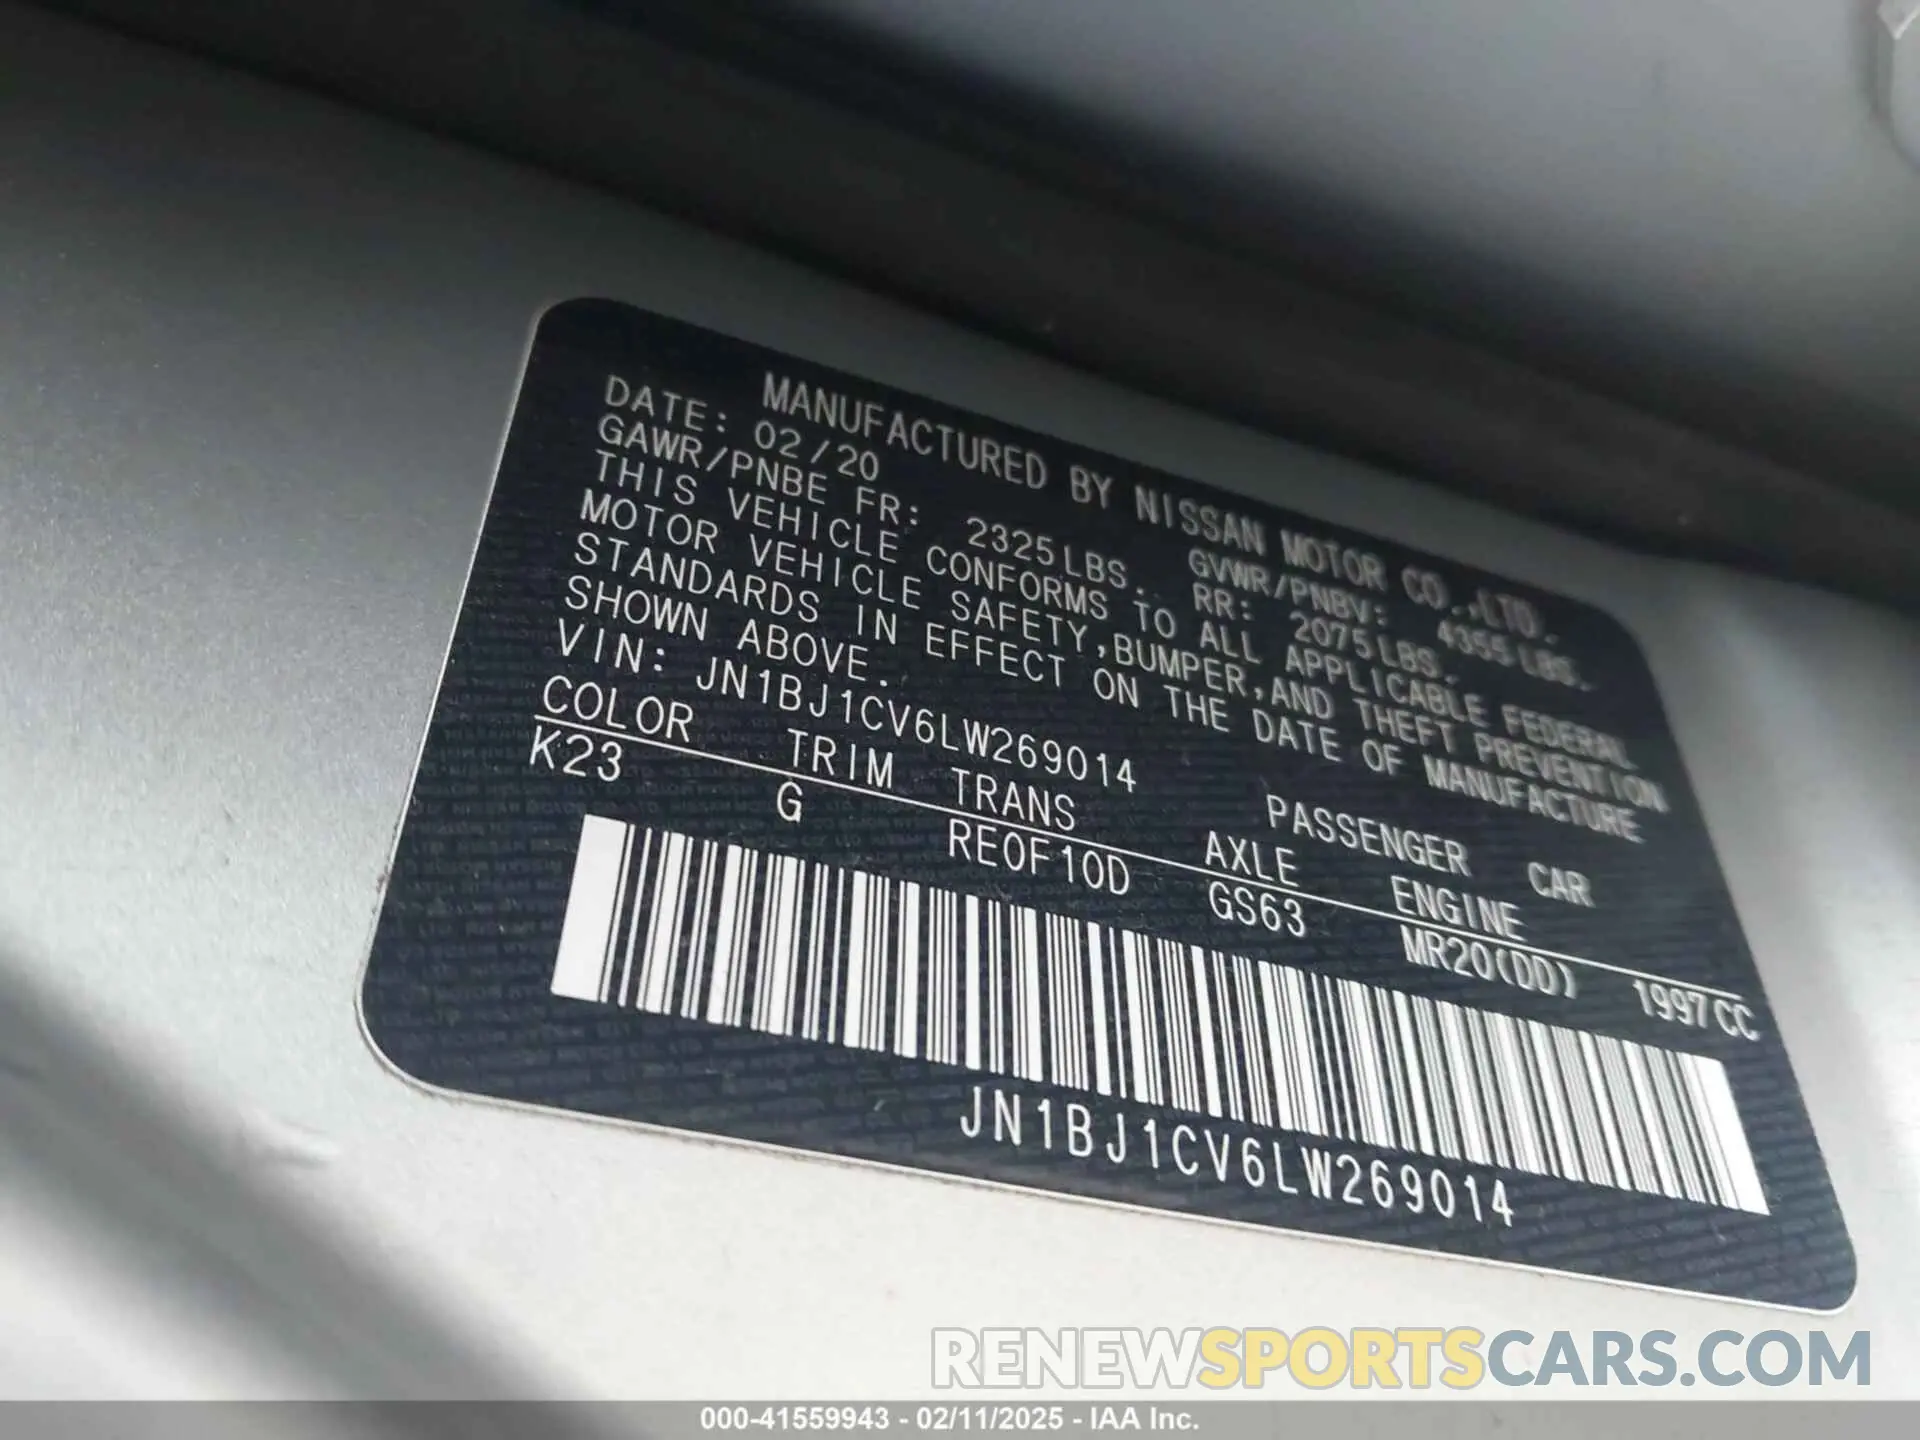 MANUFACTURED BY NISSAN MOTOR CO.,LTD.
DATE: 02/20 GVWR/PNBV: 4355 LBS.
GAWR/PNBE FR: 2325LBS. RR: 2075LBS.
THIS VEHICLE CONFORMS TO ALL APPLICABLE FEDERAL
MOTOR VEHICLE SAFETY,BUMPER,AND THEFT PREVENTION
STANDARDS IN EFFECT ON THE DATE OF MANUFACTURE
SHOWN ABOVE.
VIN: JN1BJ1CV6LW269014 PASSENGER CAR
COLOR TRIM TRANS AXLE ENGINE
K23 G RE0F10D GS63 MR20(DD) 1997CC
JN1BJ1CV6LW269014
RENEWSPORTSCARS.COM
000-41559943 - 02/11/2025 - IAA Inc.